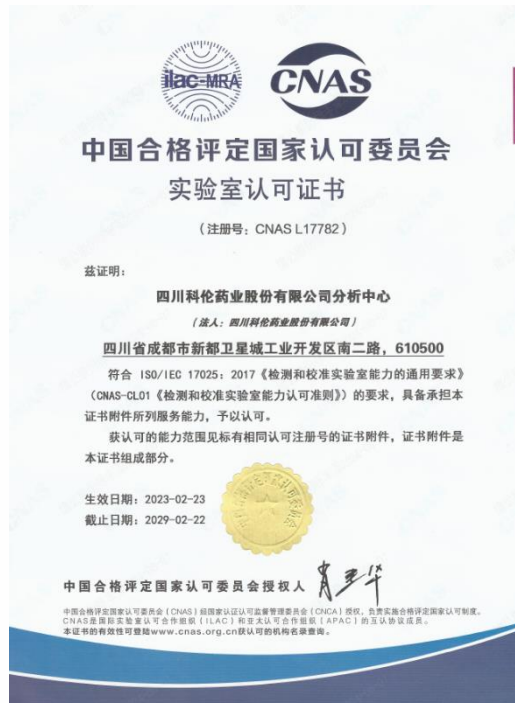 ilac-MRA
CNAS
中国合格评定国家认可委员会
实验室认可证书
（注册号：CNAS L17782）
兹证明：
四川科伦药业股份有限公司分析中心
（法人：四川科伦药业股份有限公司）
四川省成都市新都卫星城工业开发区南二路，610500
符合 ISO/IEC 17025：2017《检测和校准实验室能力的通用要求》
（CNAS-CL01《检测和校准实验室能力认可准则》）的要求，具备承担本
证书附件所列服务能力，予以认可。
获认可的能力范围见标有相同认可注册号的证书附件，证书附件是
本证书组成部分。
生效日期：2023-02-23
截止日期：2029-02-22
中国合格评定国家认可委员会授权人
中国合格评定国家认可委员会（CNAS）经国家认证认可监督管理委员会（CNCA）授权，负责实施合格评定国家认可制度。
CNAS是国际实验室认可合作组织（ILAC）和亚太认可合作组织（APAC）的互认协议成员。
本证书的有效性可登陆www.cnas.org.cn获认可的机构名录查询。